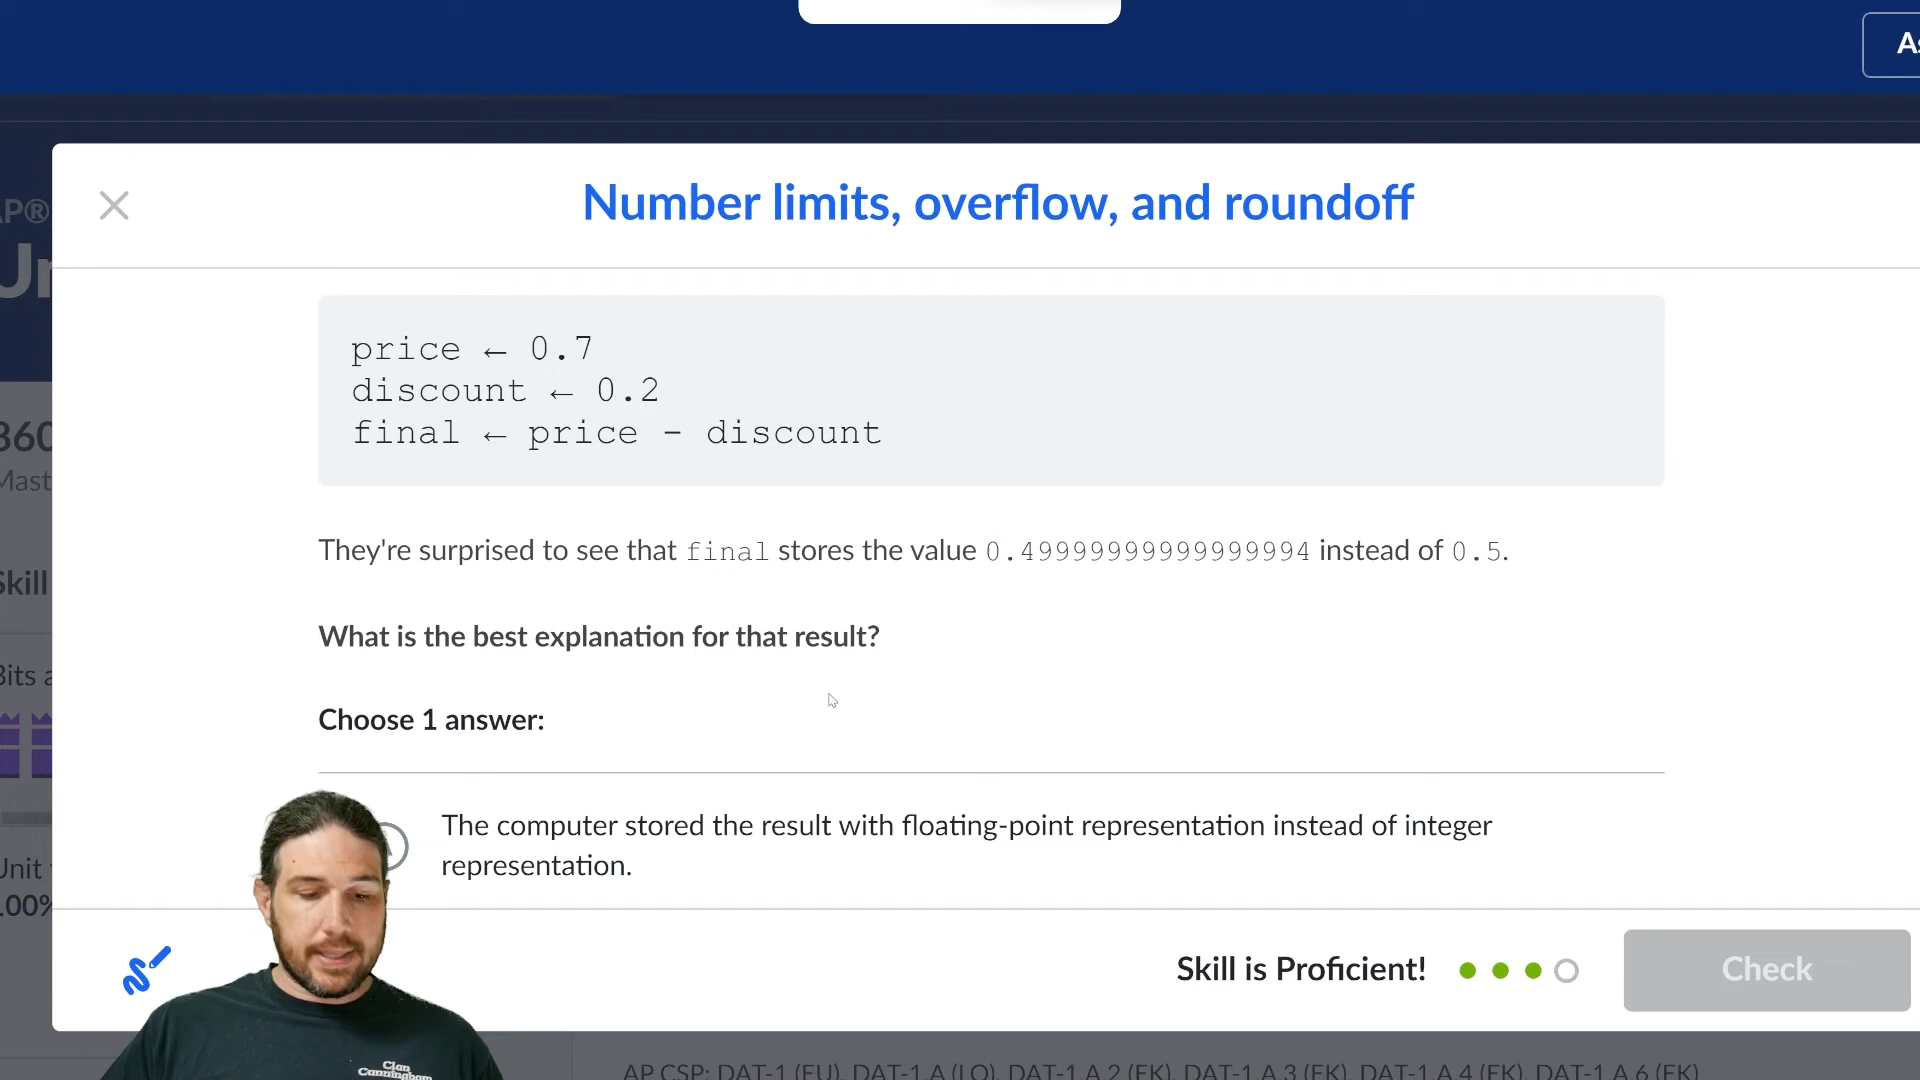 Number limits, overflow, and roundoff
price ← 0.7
discount ← 0.2
final ← price - discount
They're surprised to see that final stores the value 0.49999999999999994 instead of 0.5.
What is the best explanation for that result?
Choose 1 answer:
The computer stored the result with floating-point representation instead of integer
representation.
Skill is Proficient!
Check
Clan
Cunningham
AP CSP: DAT-1 (EU), DAT-1.A (LO), DAT-1.A.2 (EK), DAT-1.A.3 (EK), DAT-1.A.4 (EK), DAT-1.A.6 (EK)